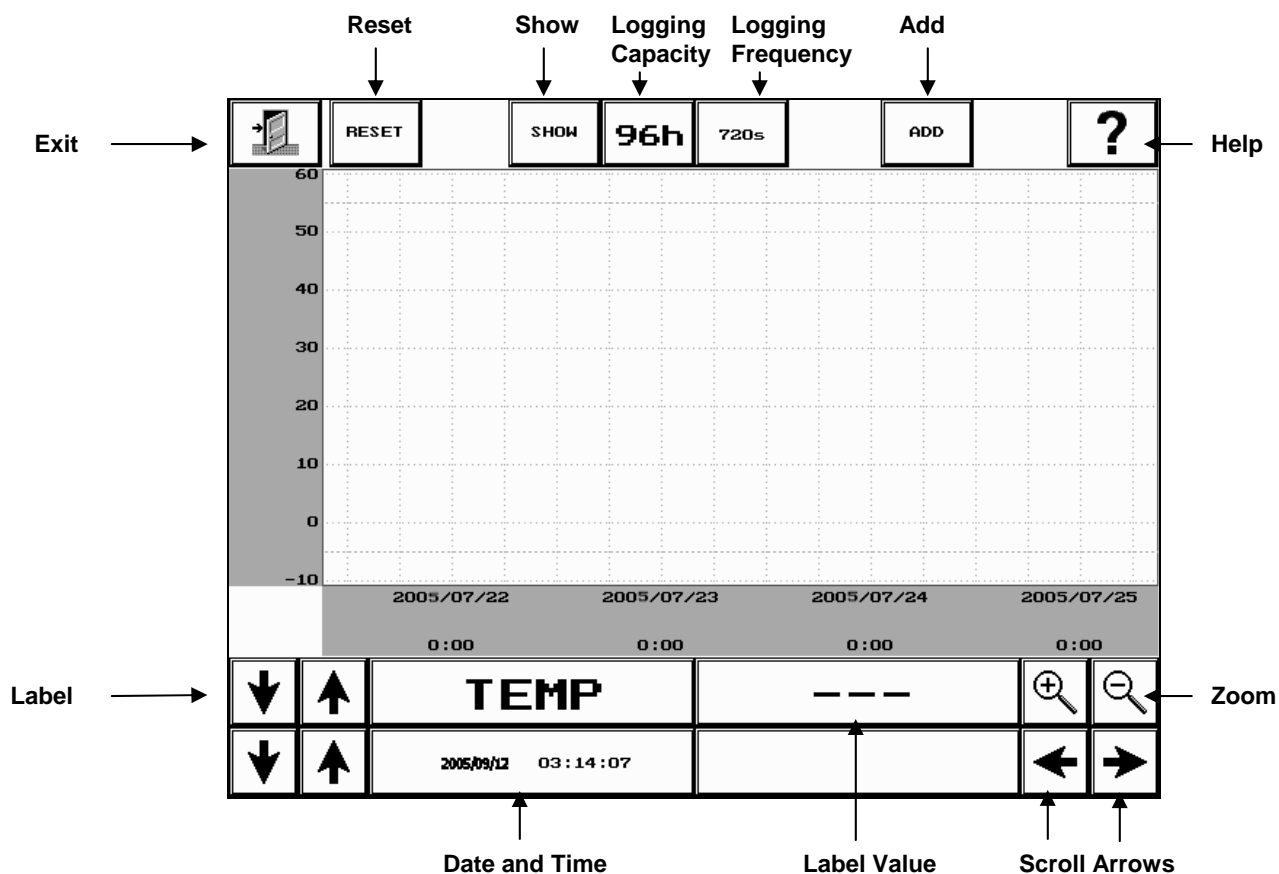 Reset Show Logging Logging Add
Capacity Frequency
Exit
RESET SHOW 96h 720s ADD ?
Help
60
50
40
30
20
10
0
-10
2005/07/22 2005/07/23 2005/07/24 2005/07/25
0:00 0:00 0:00 0:00
Label
TEMP ---
Zoom
2005/09/12 03:14:07
Date and Time Label Value Scroll Arrows